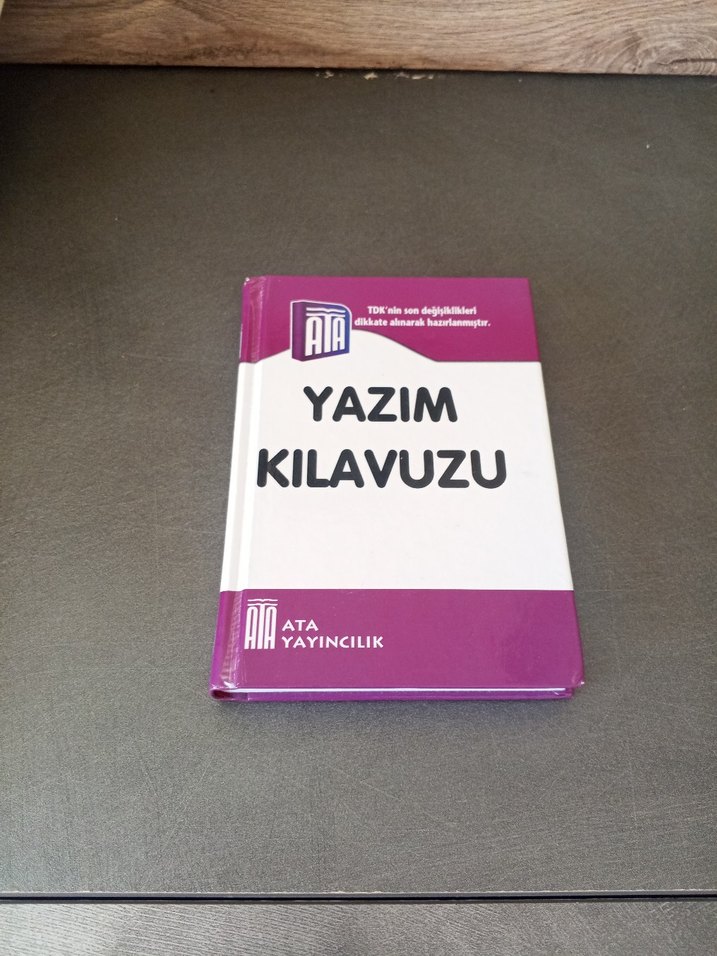 ATA
TDK'nin son değişiklikleri
dikkate alınarak hazırlanmıştır.
YAZIM
KILAVUZU
ATA
ATA
YAYINCILIK